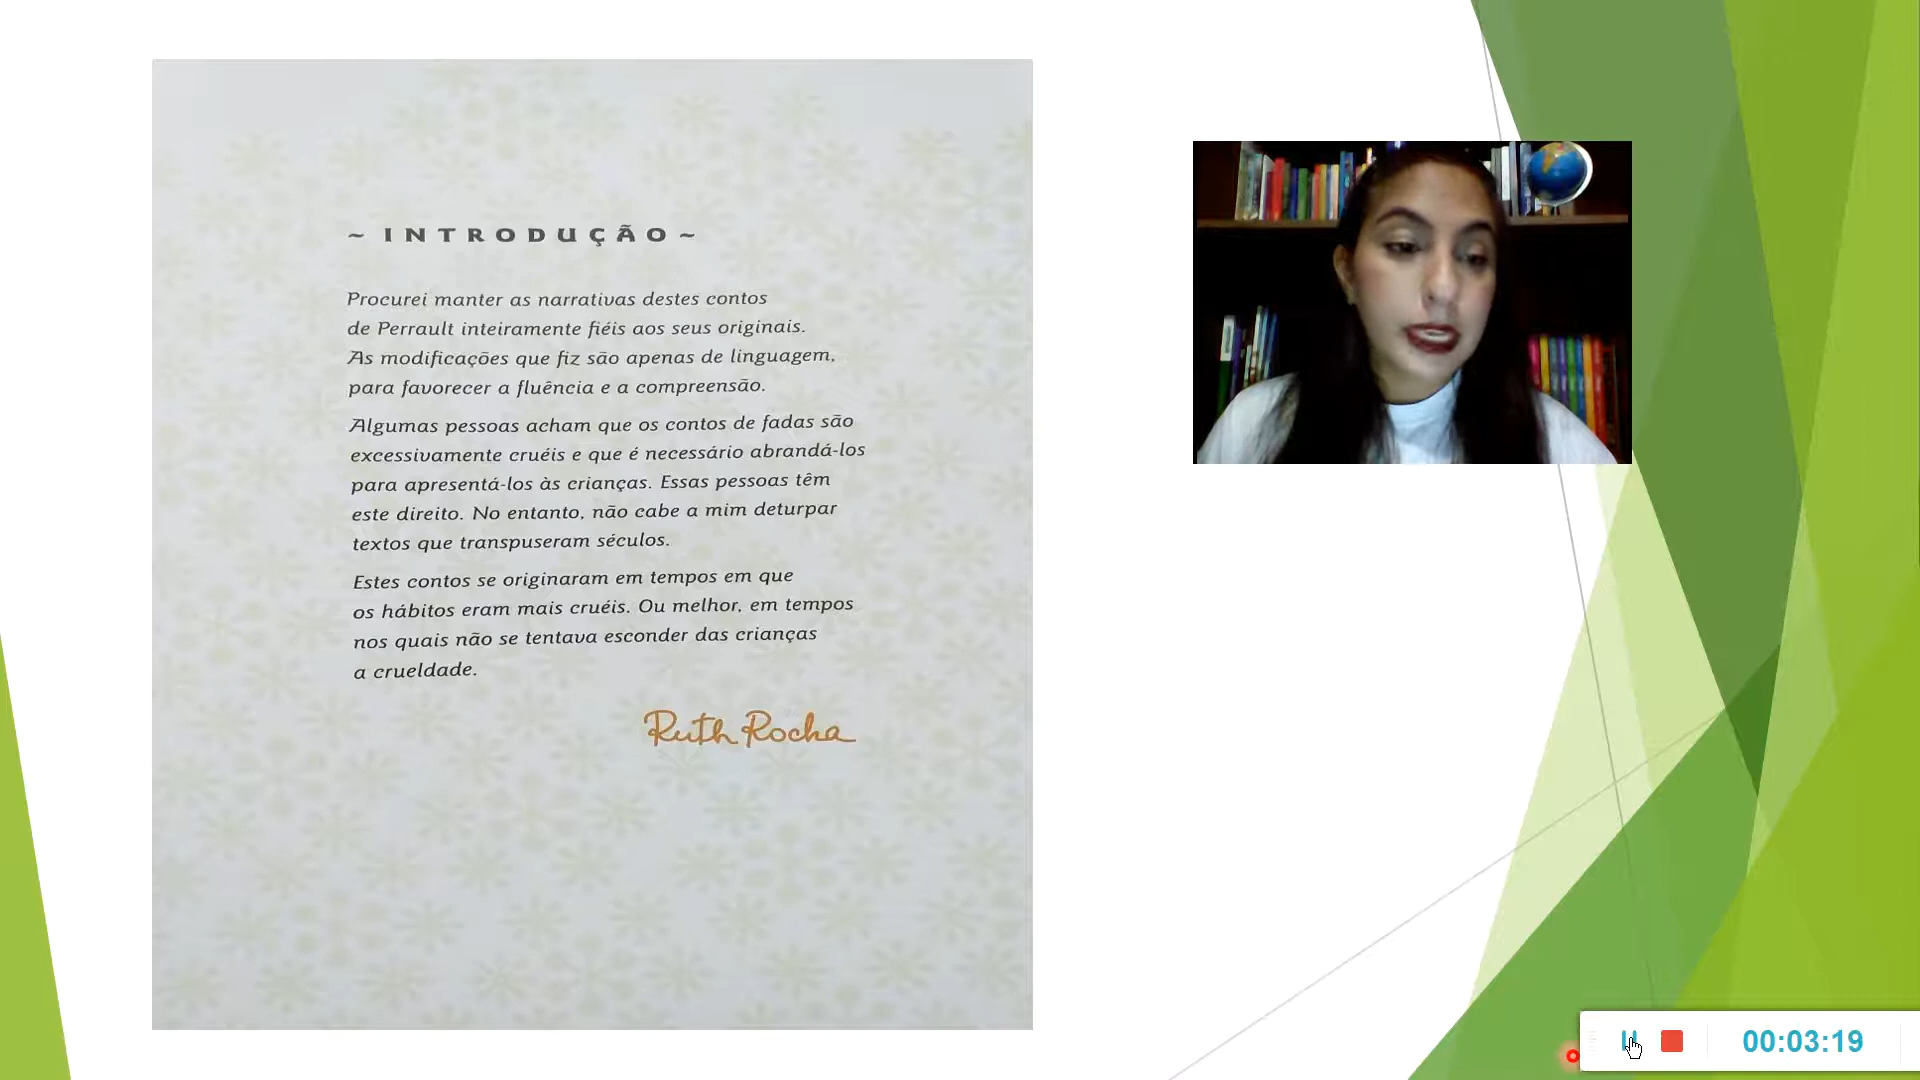 ~ INTRODUÇÃO ~
Procurei manter as narrativas destes contos
de Perrault inteiramente fiéis aos seus originais.
As modificações que fiz são apenas de linguagem,
para favorecer a fluência e a compreensão.
Algumas pessoas acham que os contos de fadas são
excessivamente cruéis e que é necessário abrandá-los
para apresentá-los às crianças. Essas pessoas têm
este direito. No entanto, não cabe a mim deturpar
textos que transpuseram séculos.
Estes contos se originaram em tempos em que
os hábitos eram mais cruéis. Ou melhor, em tempos
nos quais não se tentava esconder das crianças
a crueldade.
Ruth Rocha
00:03:19